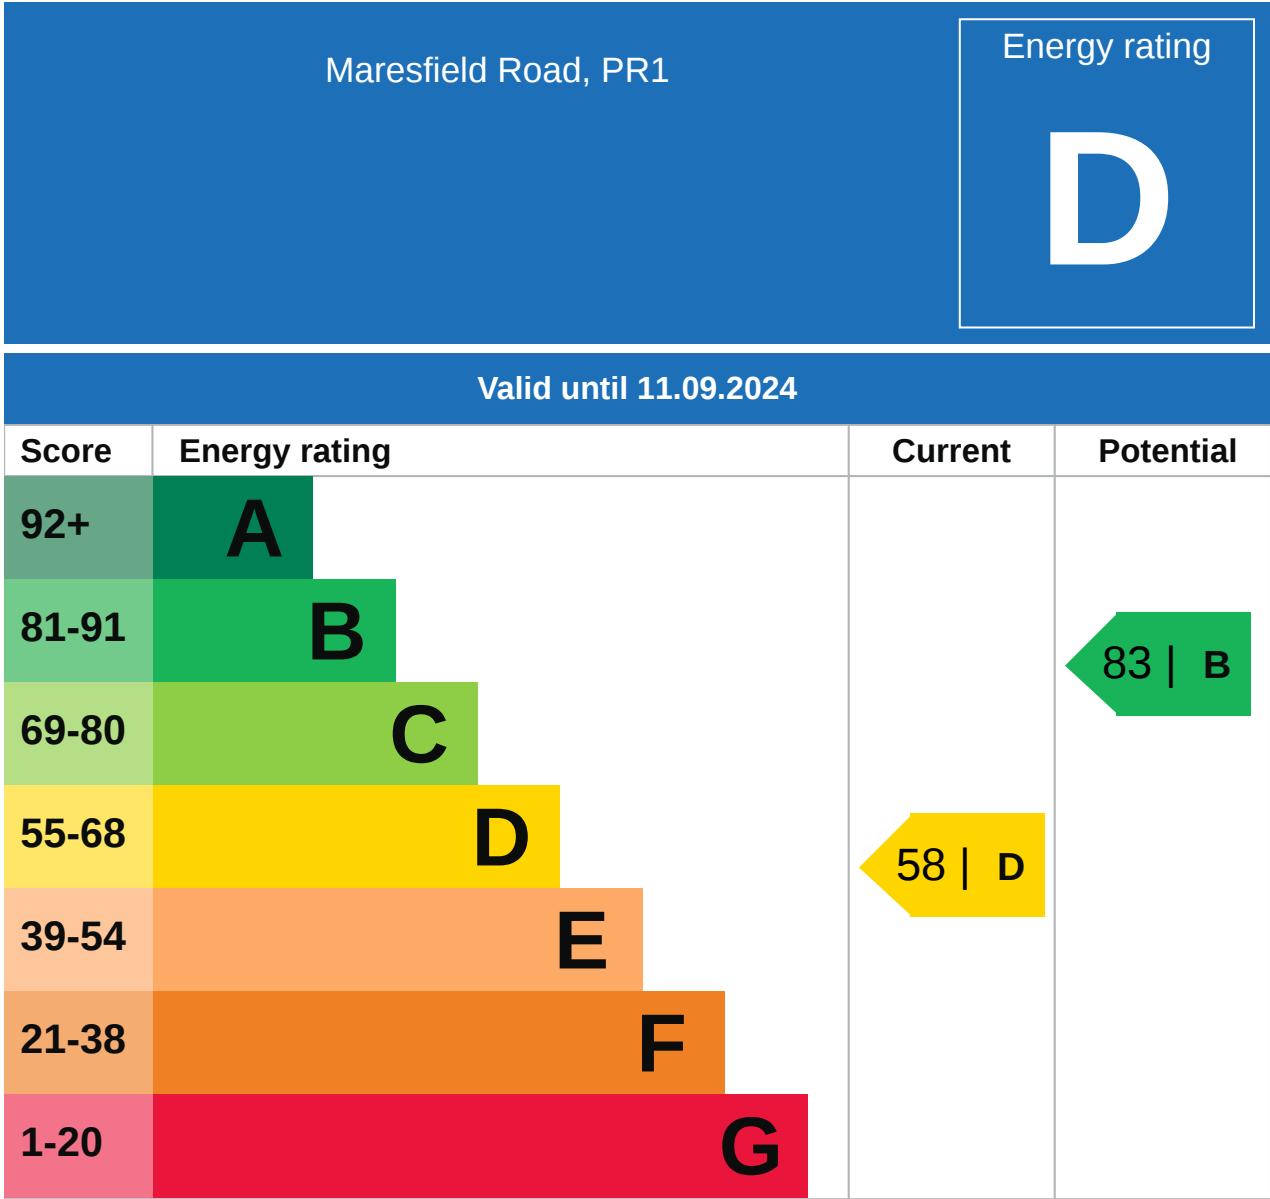 Maresfield Road, PR1
Energy rating
D
Valid until 11.09.2024
Score Energy rating Current Potential
92+ A
81-91 B
83 | B
69-80 C
55-68 D
58 | D
39-54 E
21-38 F
1-20 G